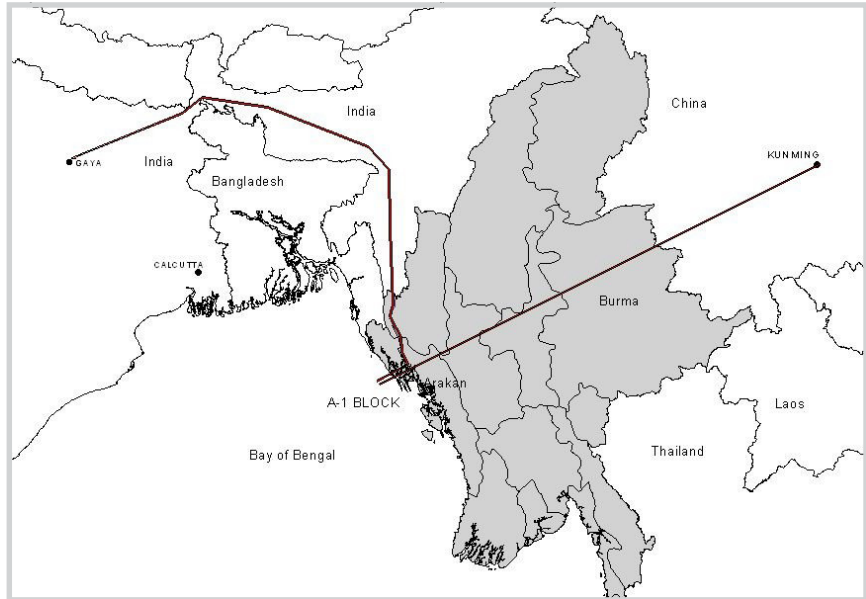 India
China
GAYA
India
KUNMING
Bangladesh
CALCUTTA
Burma
Arakan
A-1 BLOCK
Laos
Bay of Bengal
Thailand